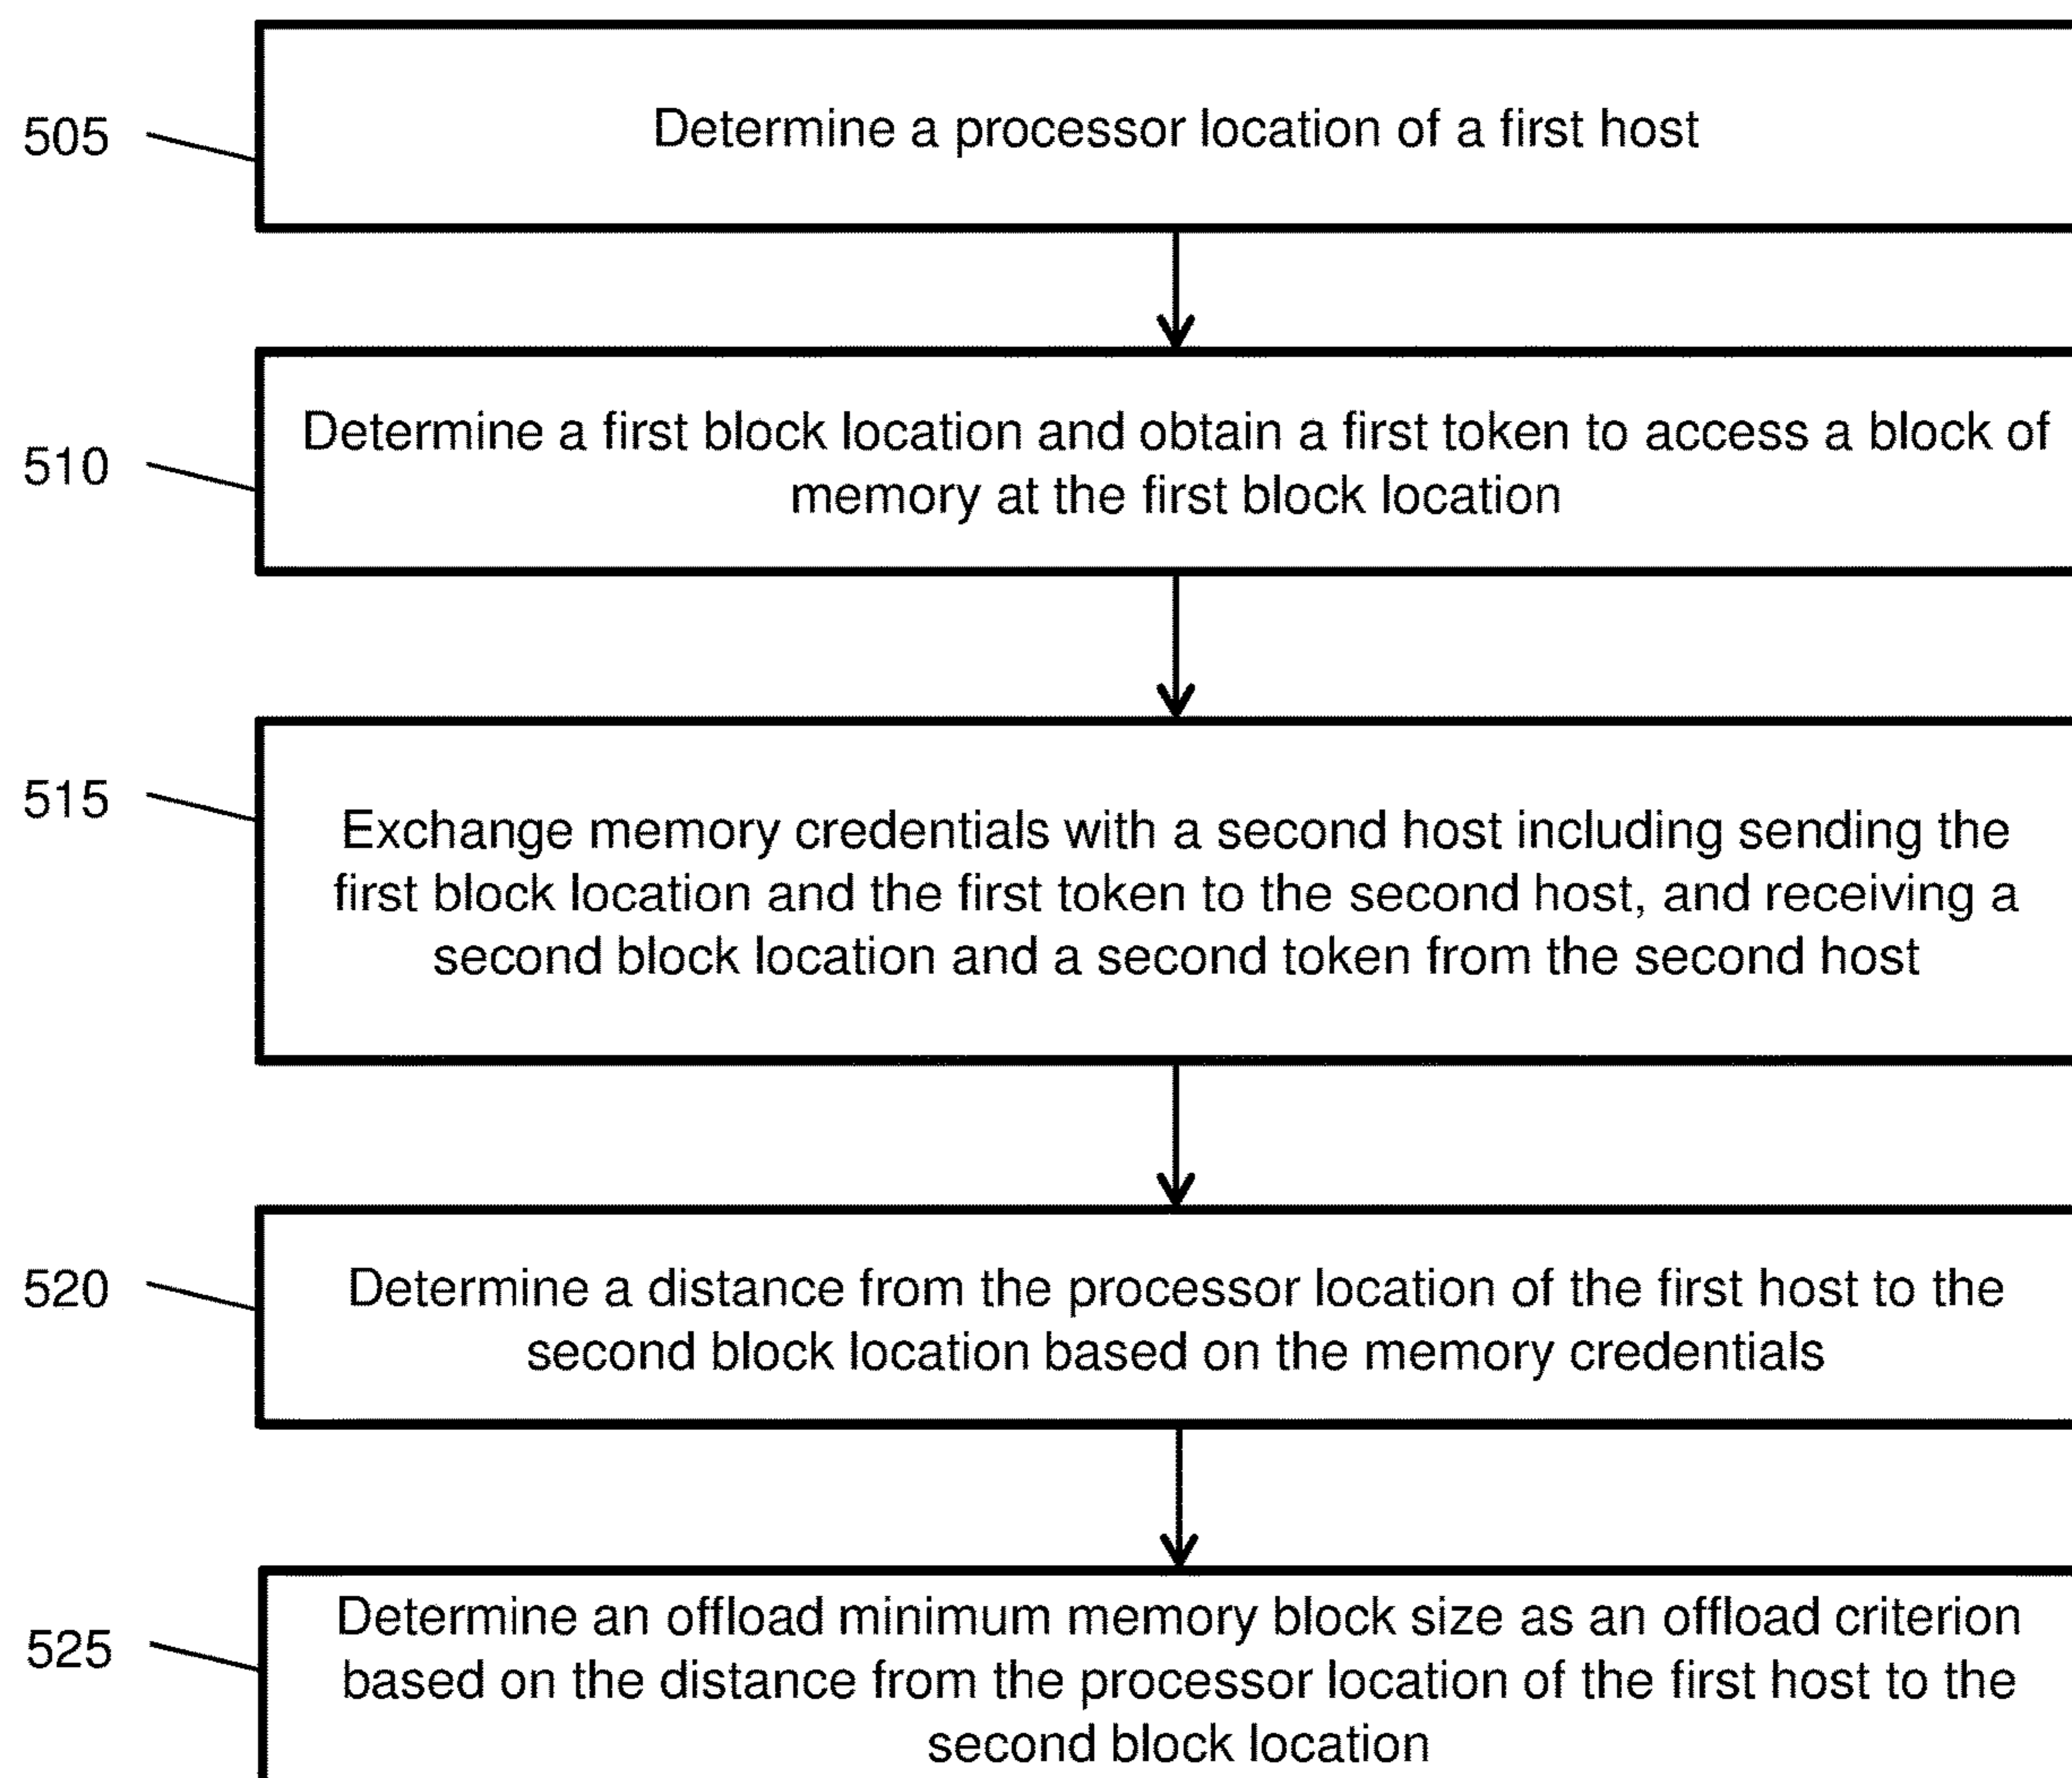 505
Determine a processor location of a first host
510
Determine a first block location and obtain a first token to access a block of
memory at the first block location
515
Exchange memory credentials with a second host including sending the
first block location and the first token to the second host, and receiving a
second block location and a second token from the second host
520
Determine a distance from the processor location of the first host to the
second block location based on the memory credentials
525
Determine an offload minimum memory block size as an offload criterion
based on the distance from the processor location of the first host to the
second block location